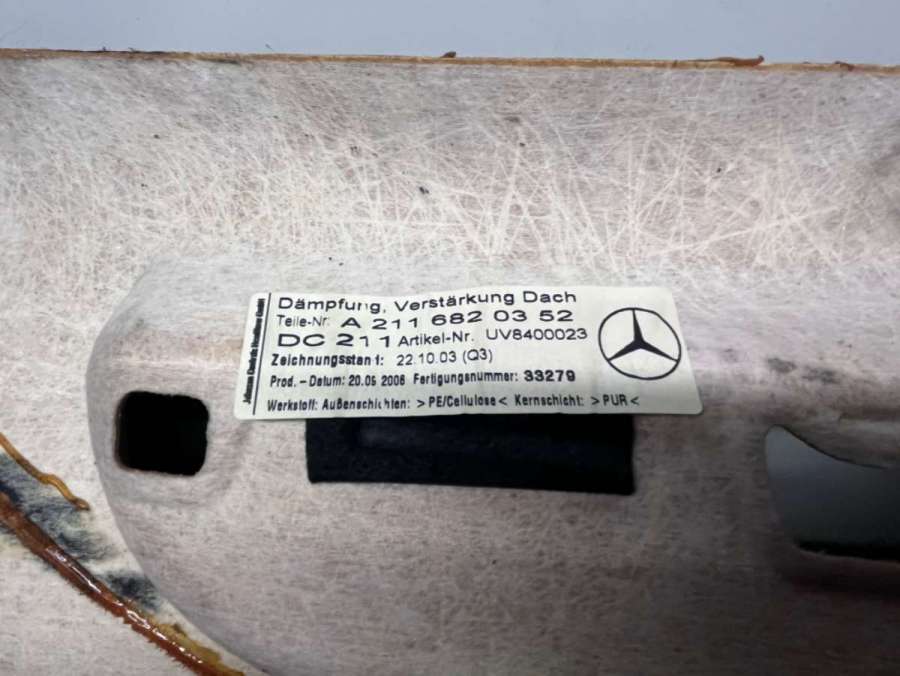 Dämpfung, Verstärkung Dach
Teile-Nr: A 211 682 03 52
DC 211 Artikel-Nr. UV8400023
Zeichnungsstand: 22.10.03 (Q3)
Prod.-Datum: 20.06 2006 Fertigungsnummer: 33279
Werkstoff: Außenschichten: >PE/Cellulose< Kernschicht: >PUR<